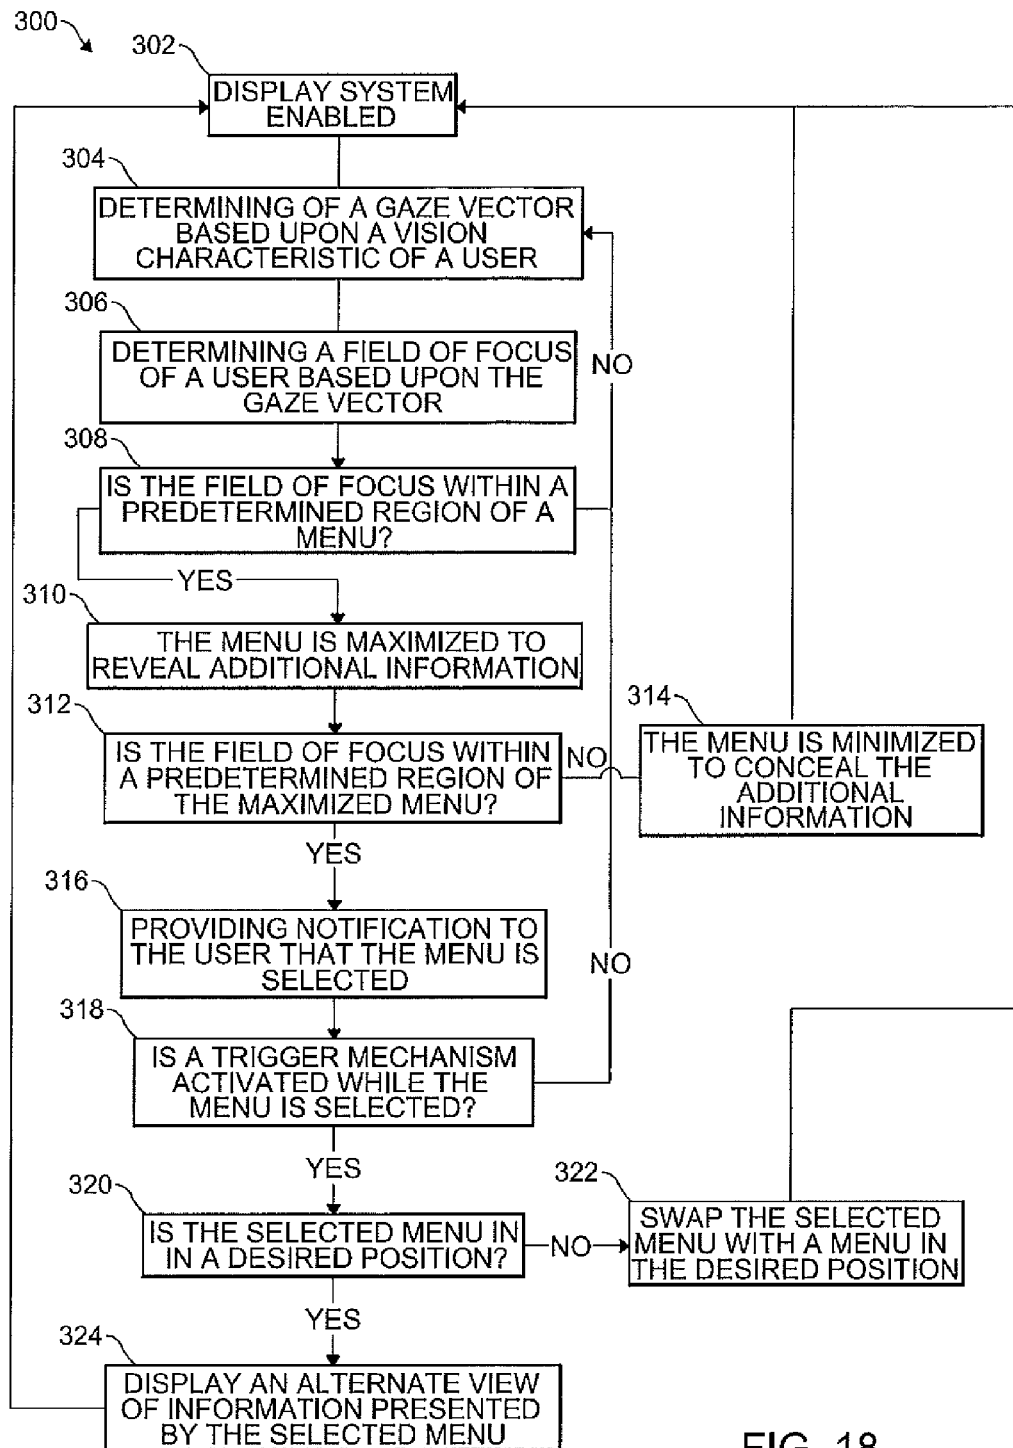 300
302
DISPLAY SYSTEM
ENABLED
304
DETERMINING OF A GAZE VECTOR
BASED UPON A VISION
CHARACTERISTIC OF A USER
306
DETERMINING A FIELD OF FOCUS
OF A USER BASED UPON THE
GAZE VECTOR
NO
308
IS THE FIELD OF FOCUS WITHIN A
PREDETERMINED REGION OF A
MENU?
YES
310
THE MENU IS MAXIMIZED TO
REVEAL ADDITIONAL INFORMATION
312
IS THE FIELD OF FOCUS WITHIN
A PREDETERMINED REGION OF
THE MAXIMIZED MENU?
NO
314
THE MENU IS MINIMIZED
TO CONCEAL THE
ADDITIONAL
INFORMATION
YES
316
PROVIDING NOTIFICATION TO
THE USER THAT THE MENU IS
SELECTED
NO
318
IS A TRIGGER MECHANISM
ACTIVATED WHILE THE
MENU IS SELECTED?
YES
320
IS THE SELECTED MENU IN
IN A DESIRED POSITION?
NO
322
SWAP THE SELECTED
MENU WITH A MENU IN
THE DESIRED POSITION
YES
324
DISPLAY AN ALTERNATE VIEW
OF INFORMATION PRESENTED
BY THE SELECTED MENU
FIG. 18